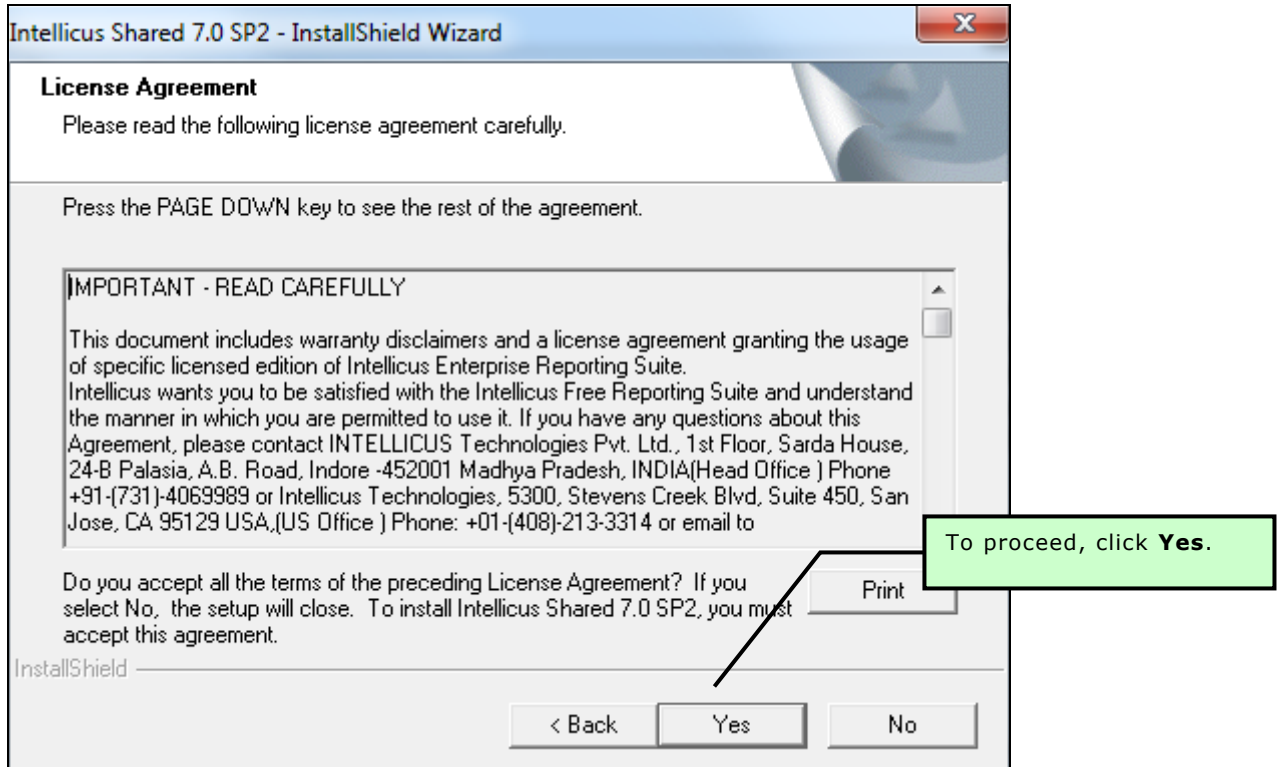 Intellicus Shared 7.0 SP2 - InstallShield Wizard
License Agreement
Please read the following license agreement carefully.
Press the PAGE DOWN key to see the rest of the agreement.
IMPORTANT - READ CAREFULLY
This document includes warranty disclaimers and a license agreement granting the usage
of specific licensed edition of Intellicus Enterprise Reporting Suite.
Intellicus wants you to be satisfied with the Intellicus Free Reporting Suite and understand
the manner in which you are permitted to use it. If you have any questions about this
Agreement, please contact INTELLICUS Technologies Pvt. Ltd., 1st Floor, Sarda House,
24-B Palasia, A.B. Road, Indore -452001 Madhya Pradesh, INDIA(Head Office ) Phone
+91-(731)-4069989 or Intellicus Technologies, 5300, Stevens Creek Blvd, Suite 450, San
Jose, CA 95129 USA,(US Office ) Phone: +01-(408)-213-3314 or email to
To proceed, click Yes.
Do you accept all the terms of the preceding License Agreement? If you
select No, the setup will close. To install Intellicus Shared 7.0 SP2, you must
accept this agreement.
Print
InstallShield
< Back
Yes
No